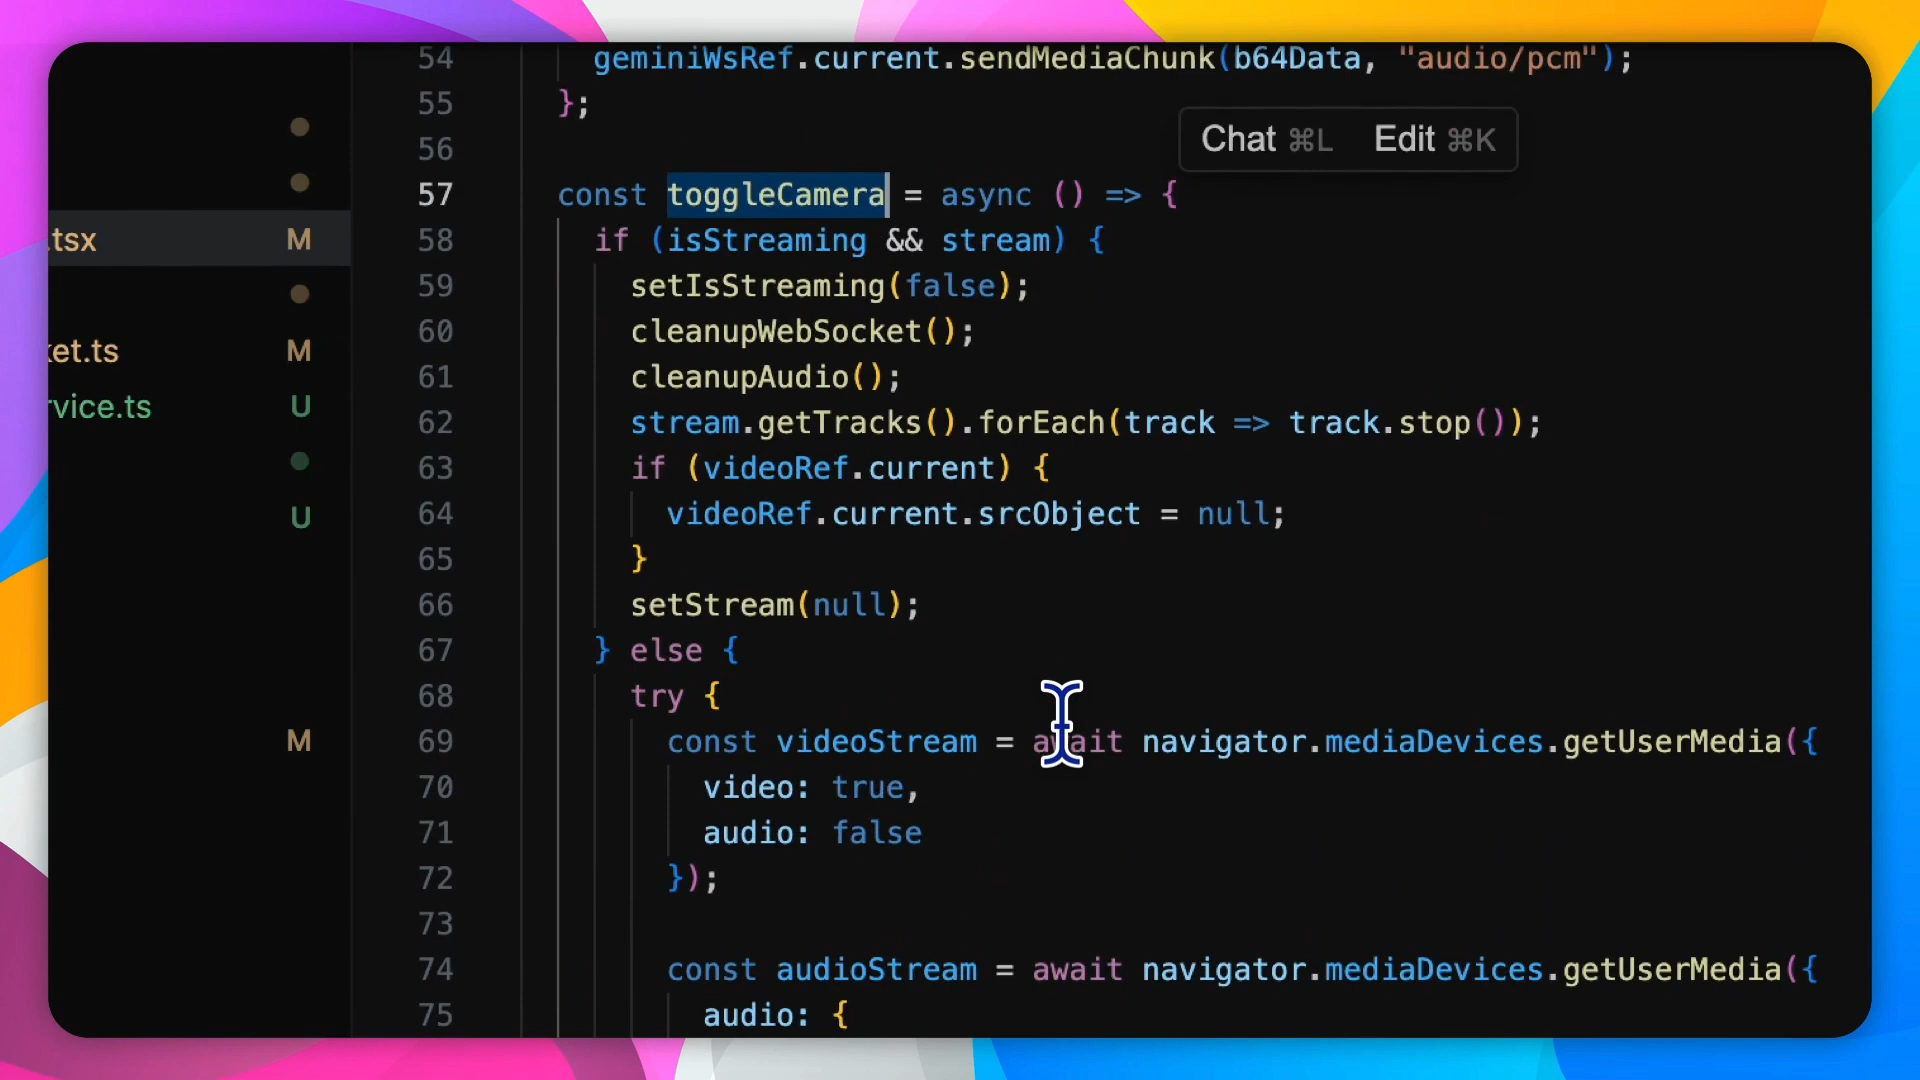 54 geminiWsRef.current.sendMediaChunk(b64Data, "audio/pcm");
55 };
Chat ⌘L Edit ⌘K
56
57 const toggleCamera = async () => {
.tsx M
58 if (isStreaming && stream) {
59 setIsStreaming(false);
60 cleanupWebSocket();
ket.ts M
61 cleanupAudio();
rvice.ts U
62 stream.getTracks().forEach(track => track.stop());
63 if (videoRef.current) {
U
64 videoRef.current.srcObject = null;
65 }
66 setStream(null);
67 } else {
68 try {
M
69 const videoStream = await navigator.mediaDevices.getUserMedia({
70 video: true,
71 audio: false
72 });
73
74 const audioStream = await navigator.mediaDevices.getUserMedia({
75 audio: {